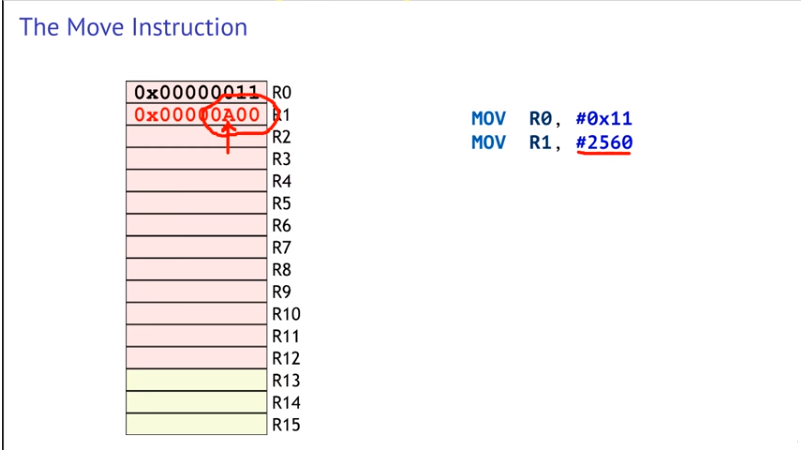 The Move Instruction
0x00000011 R0
0x00000A00 R1
R2
R3
R4
R5
R6
R7
R8
R9
R10
R11
R12
R13
R14
R15
MOV R0, #0x11
MOV R1, #2560